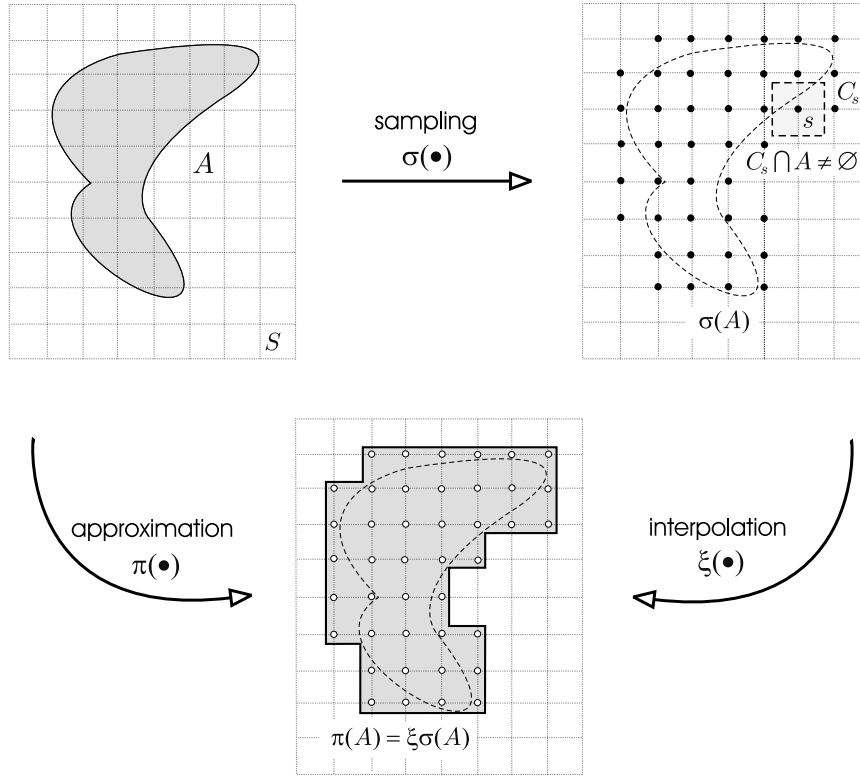 A
S
sampling
σ(•)
C_s
s
C_s ⋂ A ≠ ∅
σ(A)
approximation
π(•)
interpolation
ξ(•)
π(A) = ξσ(A)